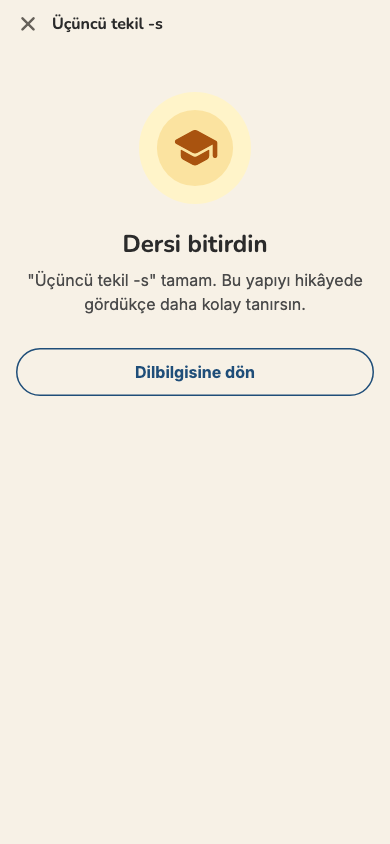 Üçüncü tekil -s
Dersi bitirdin
"Üçüncü tekil -s" tamam. Bu yapıyı hikâyede
gördükçe daha kolay tanırsın.
Dilbilgisine dön